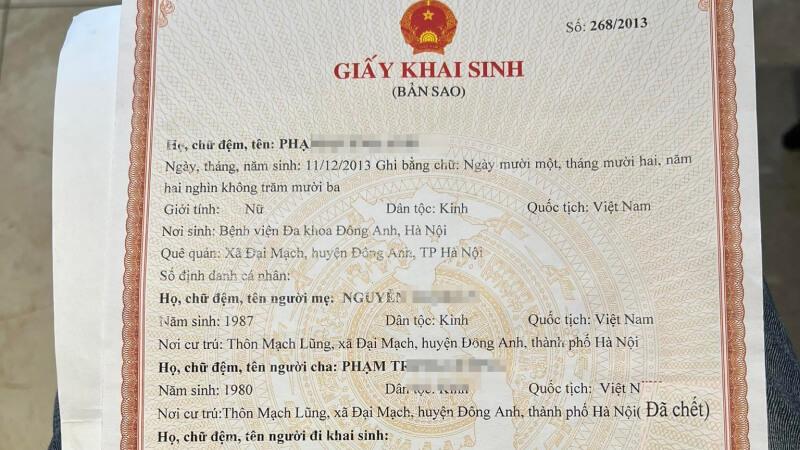 Số: 268/2013
GIẤY KHAI SINH
(BẢN SAO)
Họ, chữ đệm, tên: PHẠ
Ngày, tháng, năm sinh: 11/12/2013 Ghi bằng chữ: Ngày mười một, tháng mười hai, năm
hai nghìn không trăm mười ba
Giới tính: Nữ Dân tộc: Kinh Quốc tịch: Việt Nam
Nơi sinh: Bệnh viện Đa khoa Đông Anh, Hà Nội
Quê quán: Xã Đại Mạch, huyện Đông Anh, TP Hà Nội
Số định danh cá nhân:
Họ, chữ đệm, tên người mẹ: NGUYỄN
Năm sinh: 1987 Dân tộc: Kinh Quốc tịch: Việt Nam
Nơi cư trú: Thôn Mạch Lũng, xã Đại Mạch, huyện Đông Anh, thành phố Hà Nội
Họ, chữ đệm, tên người cha: PHẠM TR
Năm sinh: 1980 Dân tộc: Kinh Quốc tịch: Việt N
Nơi cư trú:Thôn Mạch Lũng, xã Đại Mạch, huyện Đông Anh, thành phố Hà Nội( Đã chết)
Họ, chữ đệm, tên người đi khai sinh: